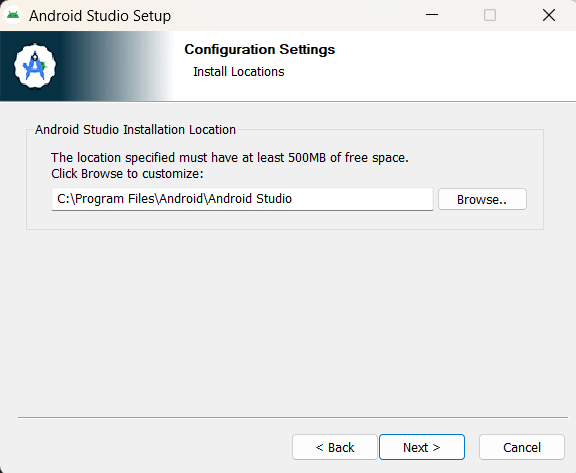 Android Studio Setup
Configuration Settings
Install Locations
Android Studio Installation Location
The location specified must have at least 500MB of free space.
Click Browse to customize:
C:\Program Files\Android\Android Studio
Browse..
< Back
Next >
Cancel